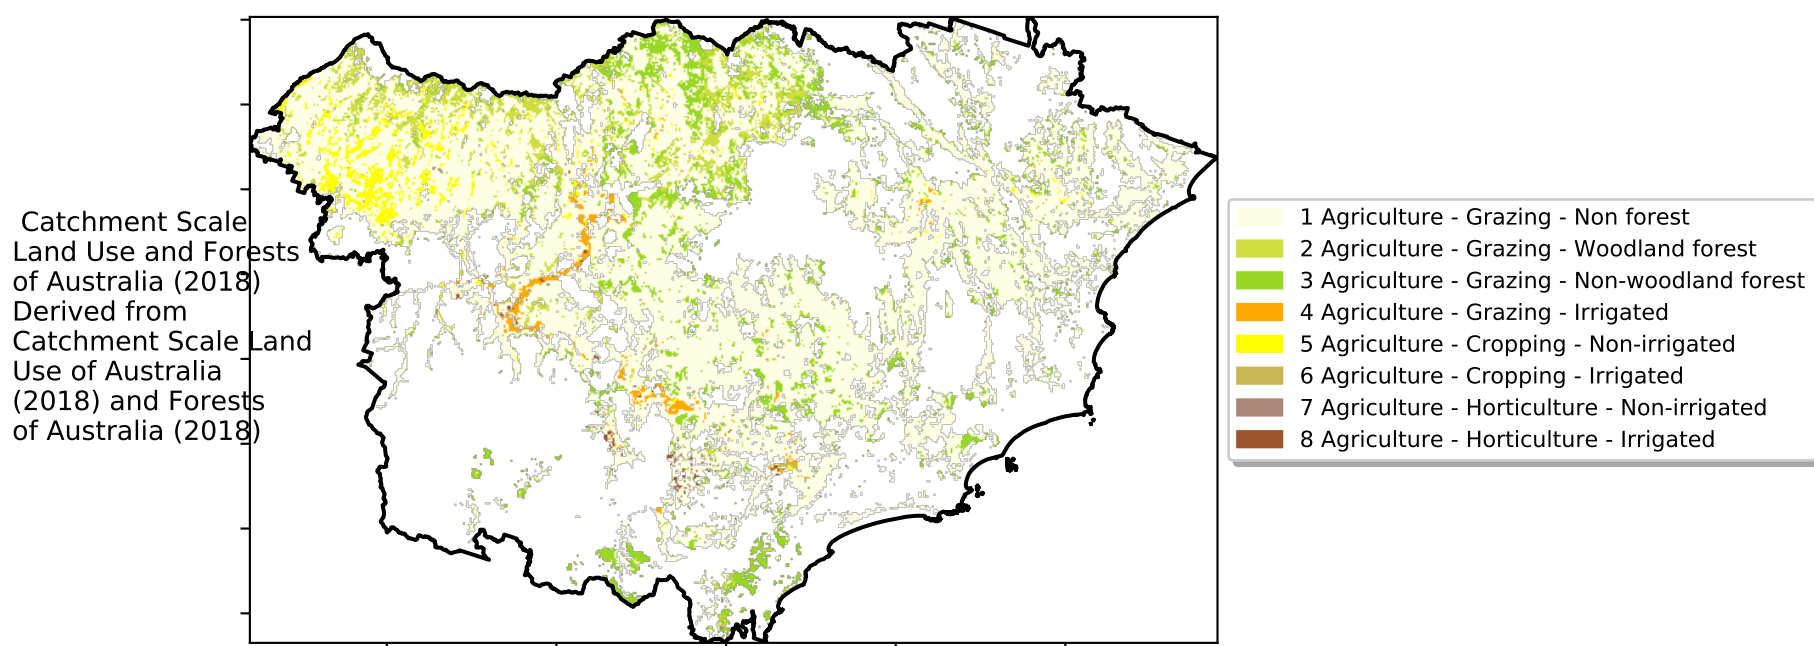 Catchment Scale
Land Use and Forests
of Australia (2018)
Derived from
Catchment Scale Land
Use of Australia
(2018) and Forests
of Australia (2018)
1 Agriculture - Grazing - Non forest
2 Agriculture - Grazing - Woodland forest
3 Agriculture - Grazing - Non-woodland forest
4 Agriculture - Grazing - Irrigated
5 Agriculture - Cropping - Non-irrigated
6 Agriculture - Cropping - Irrigated
7 Agriculture - Horticulture - Non-irrigated
8 Agriculture - Horticulture - Irrigated